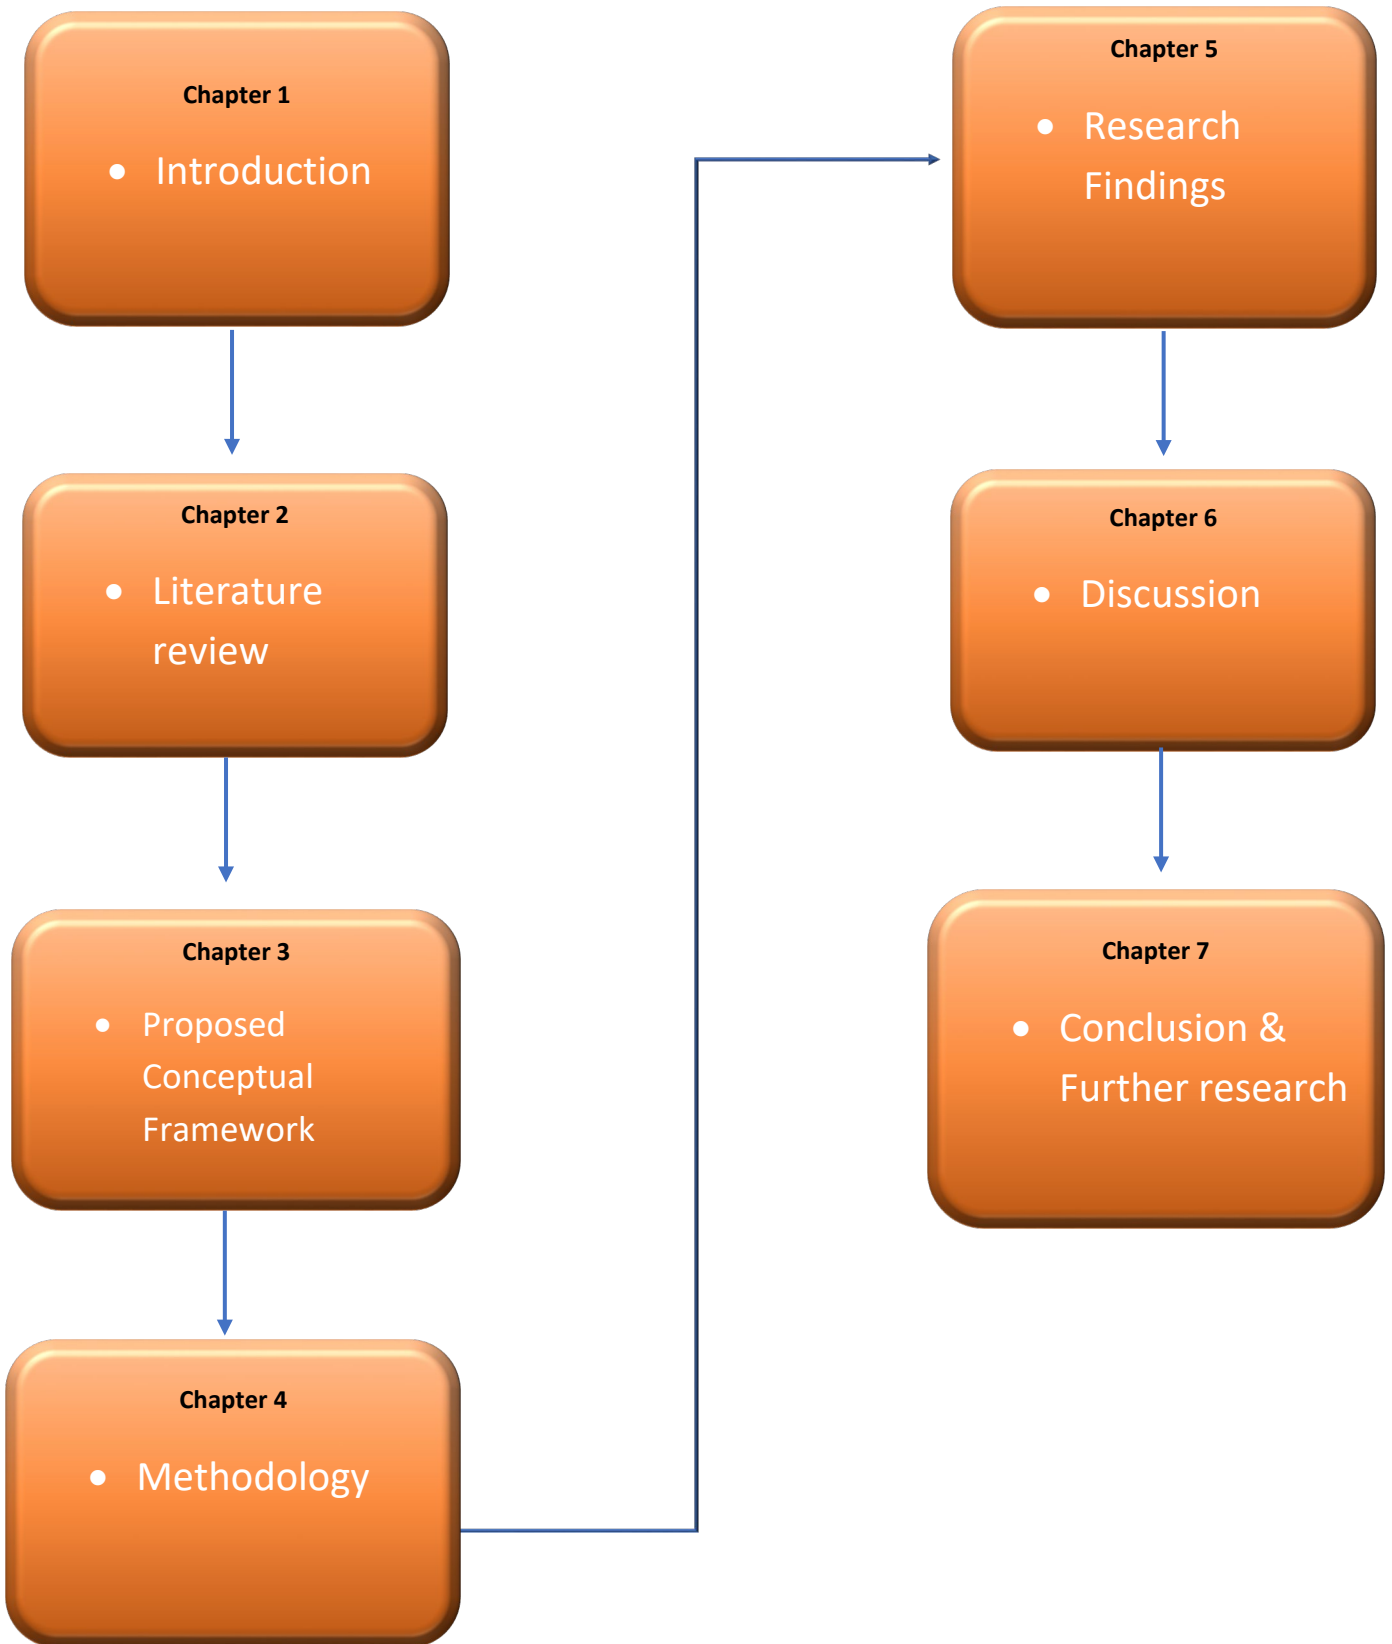 Chapter 1
• Introduction
Chapter 2
• Literature
review
Chapter 3
• Proposed
Conceptual
Framework
Chapter 4
• Methodology
Chapter 5
• Research
Findings
Chapter 6
• Discussion
Chapter 7
• Conclusion &
Further research